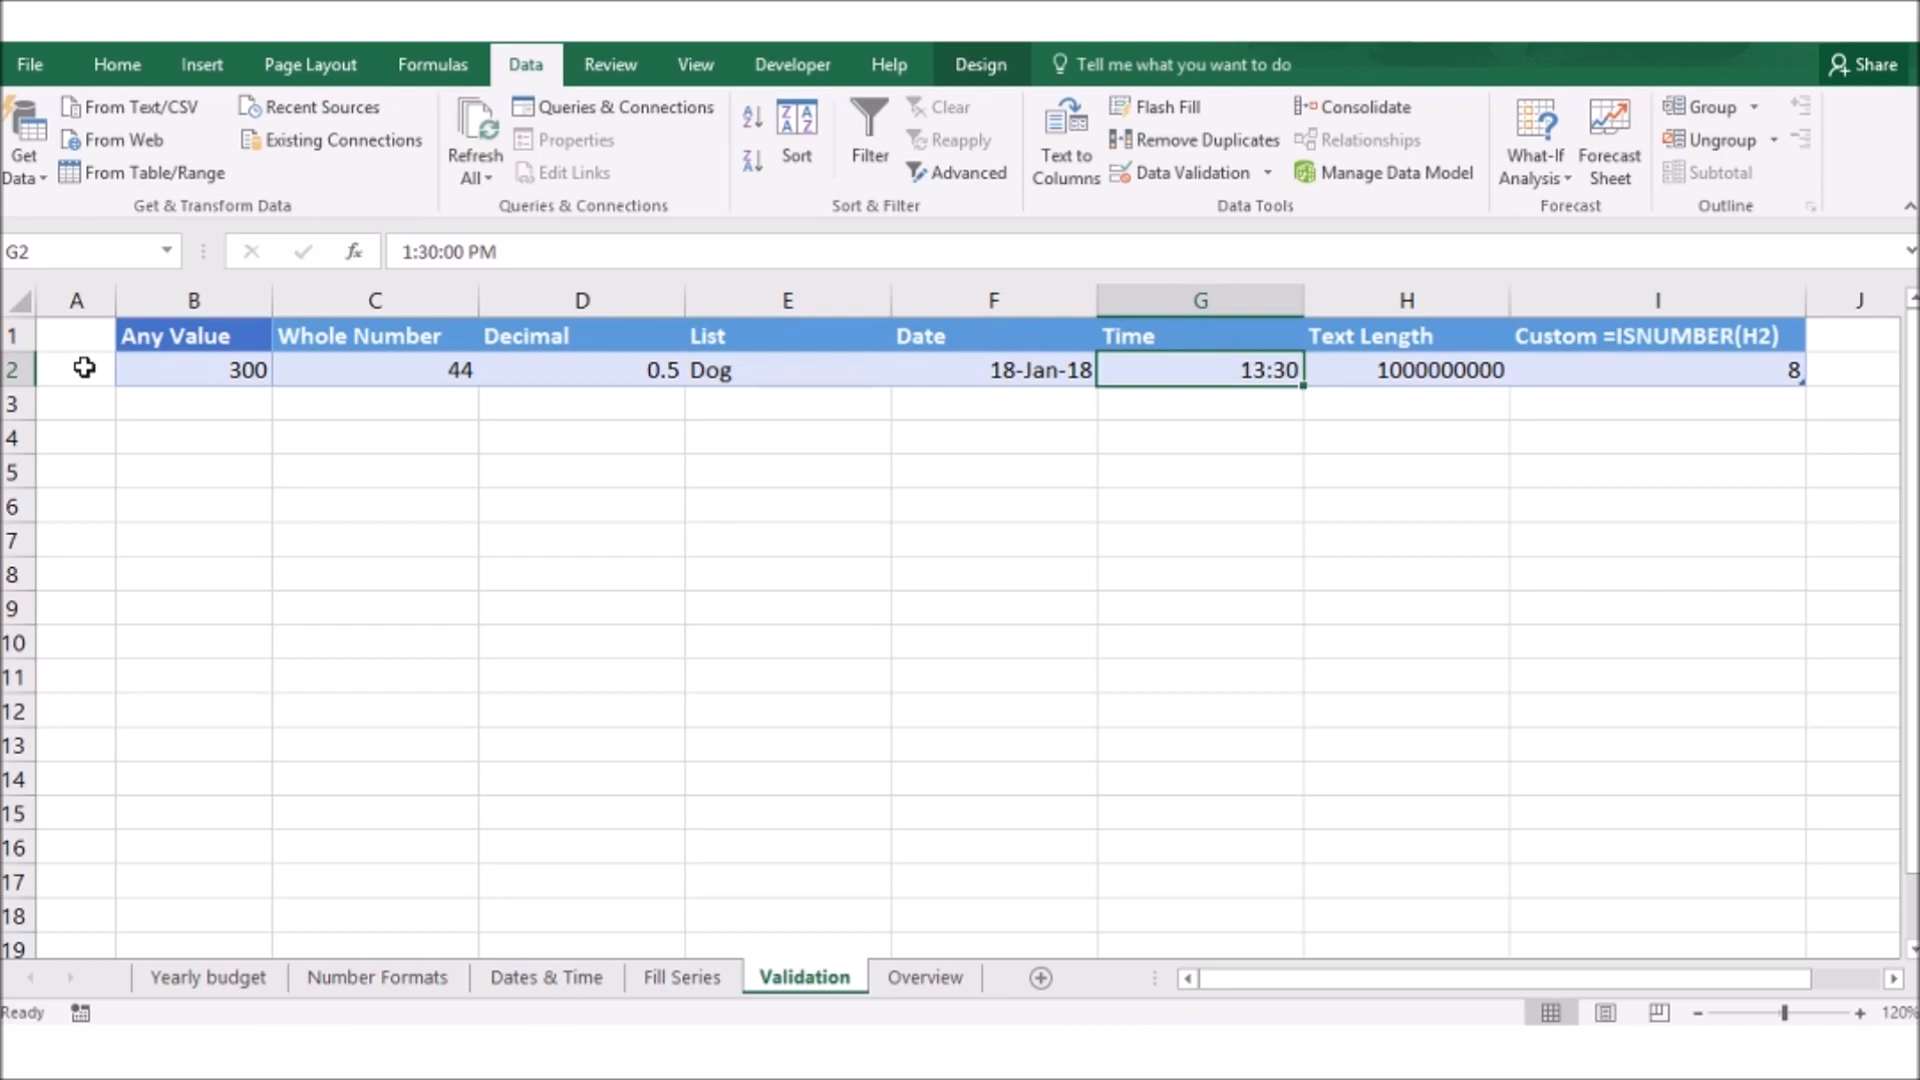 File Home Insert Page Layout Formulas Data Review View Developer Help Design Tell me what you want to do Share
Get Data
From Text/CSV
From Web
From Table/Range
Recent Sources
Existing Connections
Get & Transform Data
Refresh All
Queries & Connections
Properties
Edit Links
Queries & Connections
Sort
Filter
Clear
Reapply
Advanced
Sort & Filter
Text to Columns
Flash Fill
Remove Duplicates
Data Validation
Consolidate
Relationships
Manage Data Model
Data Tools
What-If Analysis
Forecast Sheet
Forecast
Group
Ungroup
Subtotal
Outline
G2 fx 1:30:00 PM
A B C D E F G H I J
1 Any Value Whole Number Decimal List Date Time Text Length Custom =ISNUMBER(H2)
2 300 44 0.5 Dog 18-Jan-18 13:30 1000000000 8
3
4
5
6
7
8
9
10
11
12
13
14
15
16
17
18
19
Yearly budget Number Formats Dates & Time Fill Series Validation Overview
Ready 120%